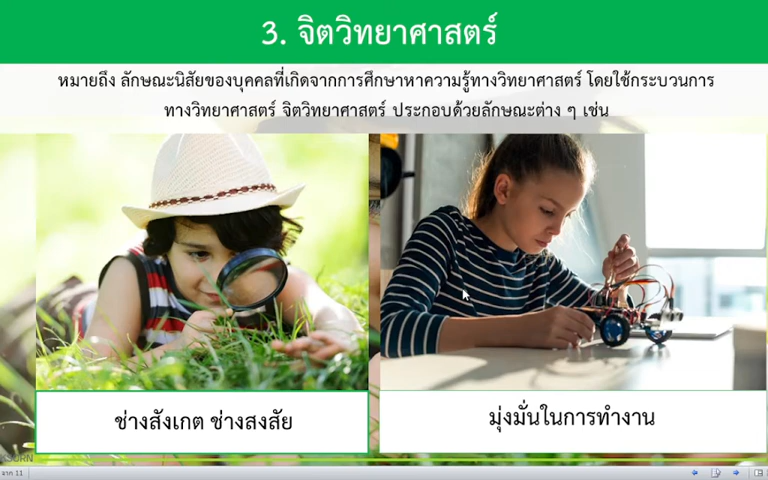 3. จิตวิทยาศาสตร์
หมายถึง ลักษณะนิสัยของบุคคลที่เกิดจากการศึกษาหาความรู้ทางวิทยาศาสตร์ โดยใช้กระบวนการ
ทางวิทยาศาสตร์ จิตวิทยาศาสตร์ ประกอบด้วยลักษณะต่าง ๆ เช่น
ช่างสังเกต ช่างสงสัย
มุ่งมั่นในการทำงาน
จาก 11